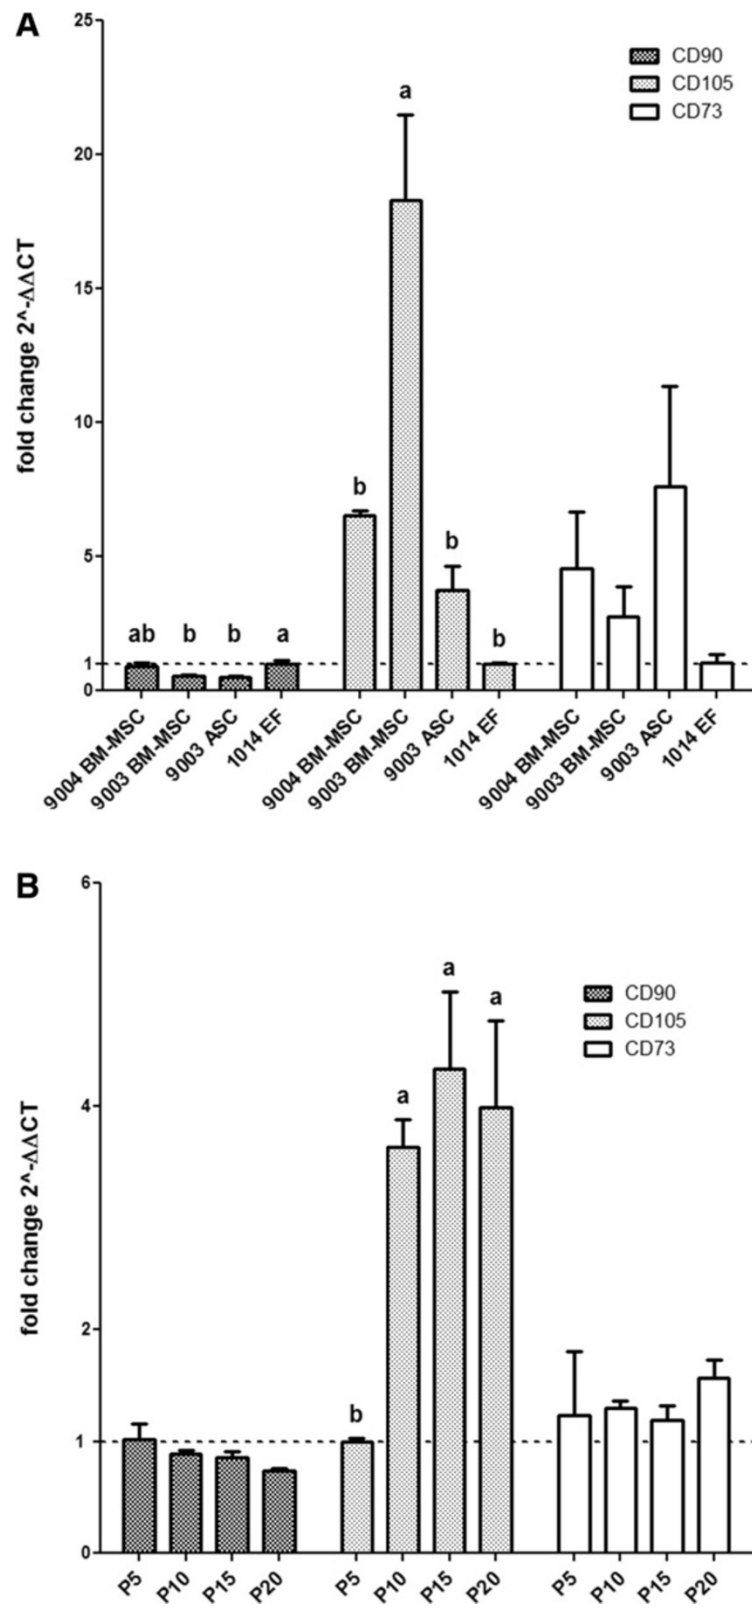 A
25
20
15
10
5
1
0
fold change 2^-ΔΔCT
CD90
CD105
CD73
a
b
b
ab
b
b
a
b
9004 BM-MSC
9003 BM-MSC
9003 ASC
1014 EF
9004 BM-MSC
9003 BM-MSC
9003 ASC
1014 EF
9004 BM-MSC
9003 BM-MSC
9003 ASC
1014 EF
B
6
4
2
1
0
fold change 2^-ΔΔCT
CD90
CD105
CD73
a
a
a
b
P5
P10
P15
P20
P5
P10
P15
P20
P5
P10
P15
P20